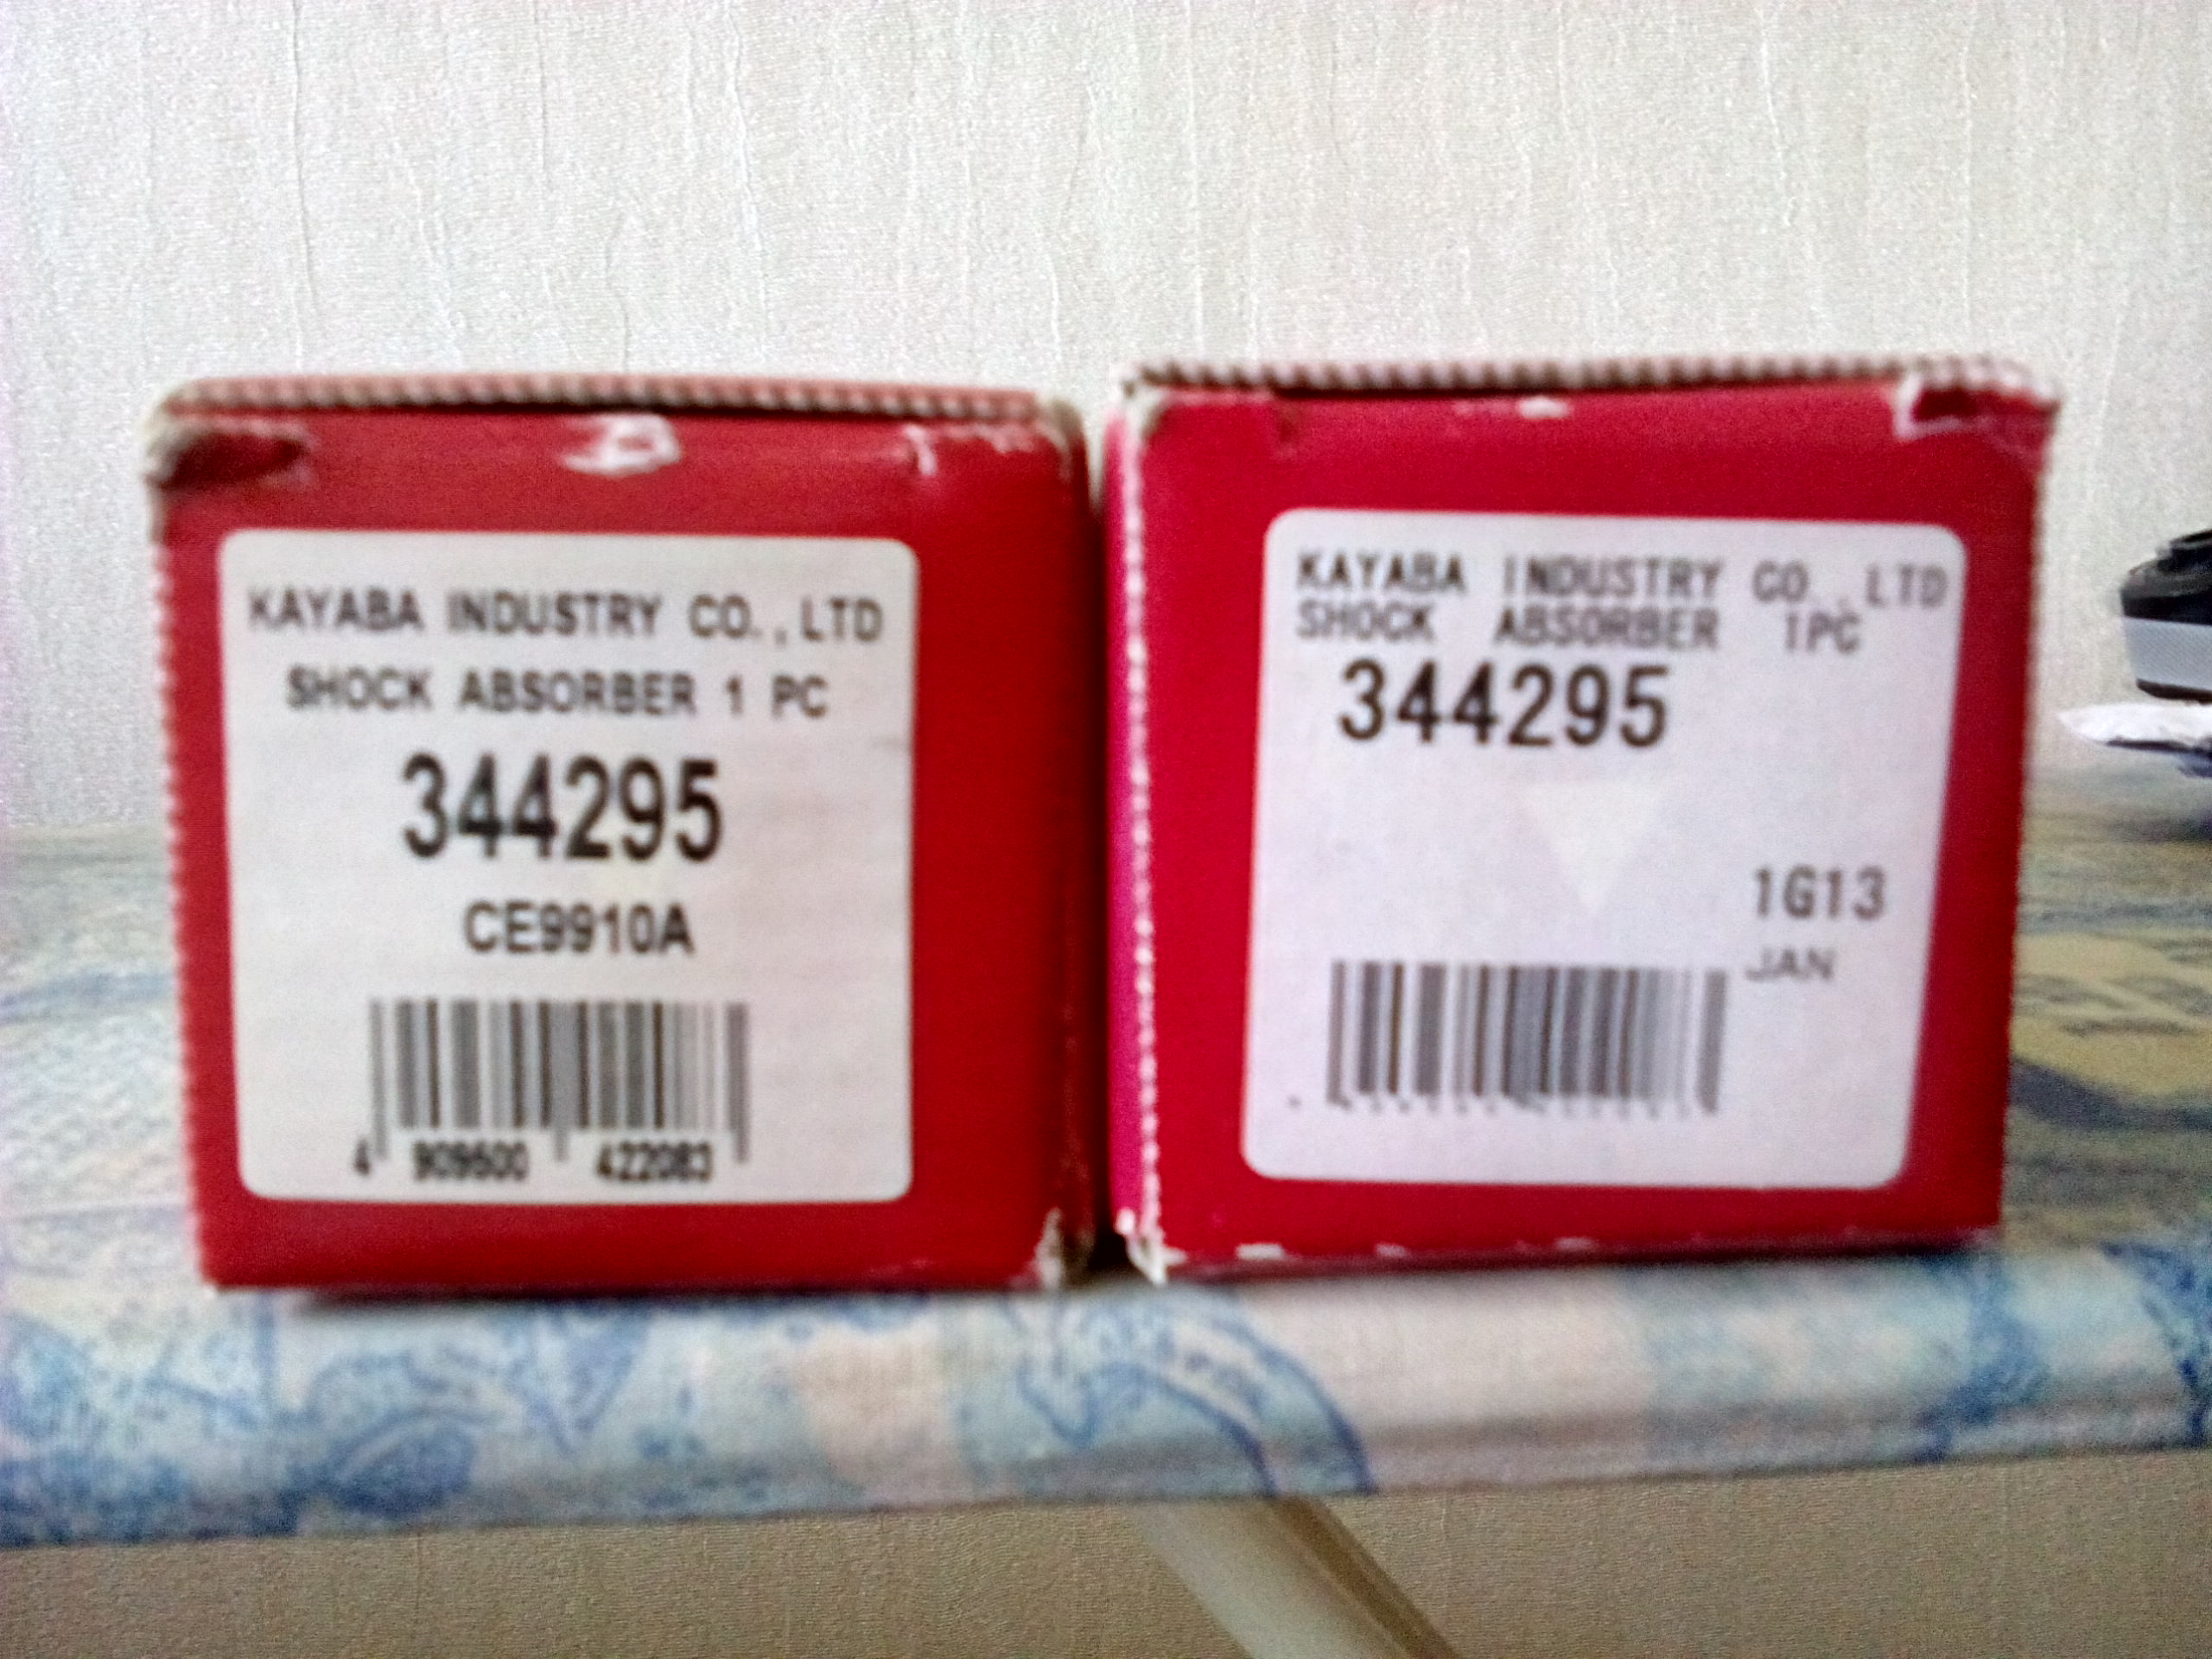 KAYABA INDUSTRY CO.,LTD
SHOCK ABSORBER 1 PC
344295
CE9910A
4 909500 422083
KAYABA INDUSTRY CO.,LTD
SHOCK ABSORBER 1PC
344295
1G13
JAN